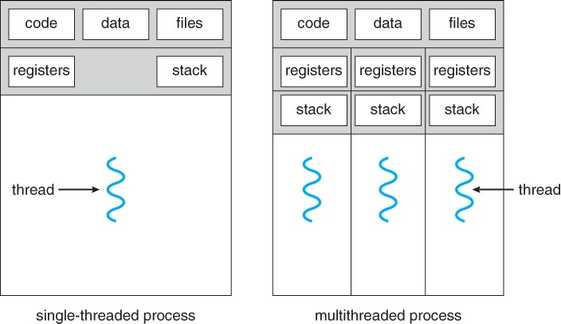 code data files code data files
registers stack registers registers registers
stack stack stack
thread thread
single-threaded process multithreaded process